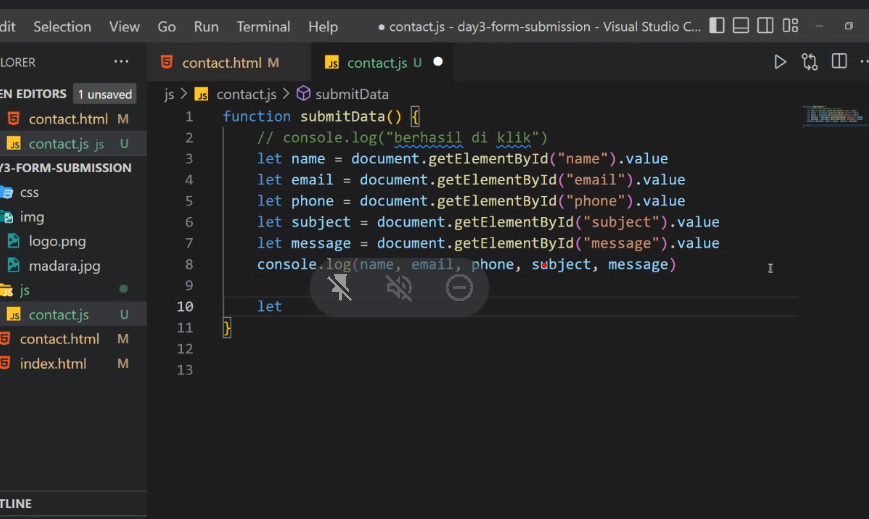 dit Selection View Go Run Terminal Help ● contact.js - day3-form-submission - Visual Studio C...
LORER ...
contact.html M
contact.js U ●
EN EDITORS 1 unsaved
contact.html M
contact.js js U
Y3-FORM-SUBMISSION
css
img
logo.png
madara.jpg
js
contact.js U
contact.html M
index.html M
TLINE
js > JS contact.js > submitData
1 function submitData() {
2 // console.log("berhasil di klik")
3 let name = document.getElementById("name").value
4 let email = document.getElementById("email").value
5 let phone = document.getElementById("phone").value
6 let subject = document.getElementById("subject").value
7 let message = document.getElementById("message").value
8 console.log(name, email, phone, subject, message)
9
10 let
11 }
12
13